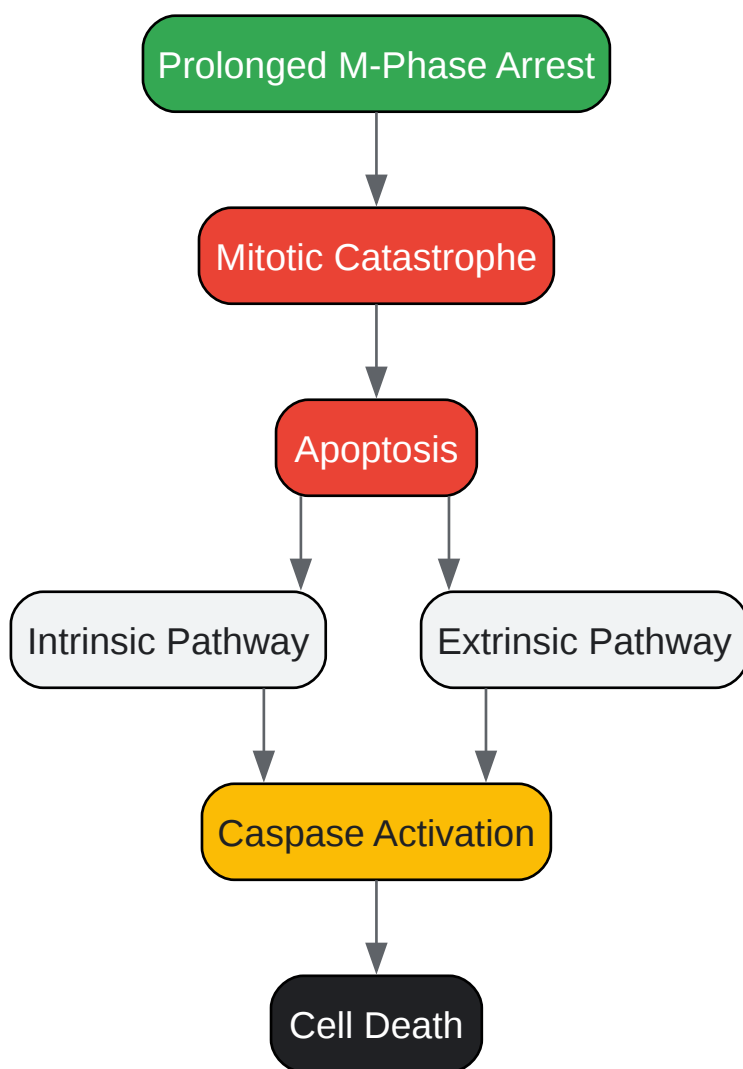 Prolonged M-Phase Arrest
Mitotic Catastrophe
Apoptosis
Intrinsic Pathway
Extrinsic Pathway
Caspase Activation
Cell Death